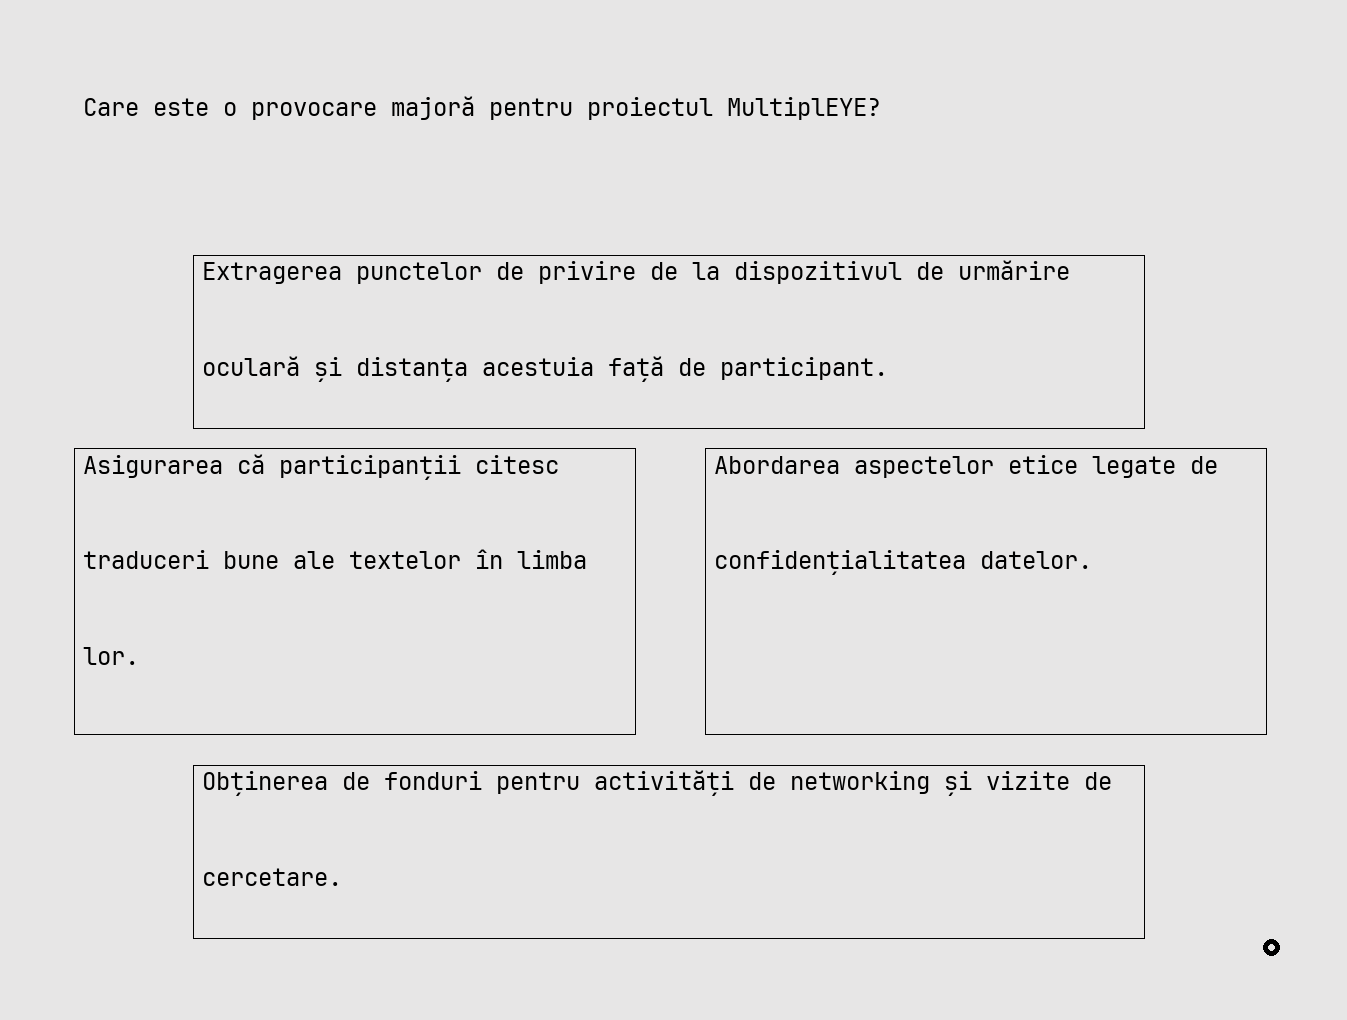 Care este o provocare majoră pentru proiectul MultiplEYE?
Extragerea punctelor de privire de la dispozitivul de urmărire
oculară și distanța acestuia față de participant.
Asigurarea că participanții citesc
traduceri bune ale textelor în limba
lor.
Abordarea aspectelor etice legate de
confidențialitatea datelor.
Obținerea de fonduri pentru activități de networking și vizite de
cercetare.